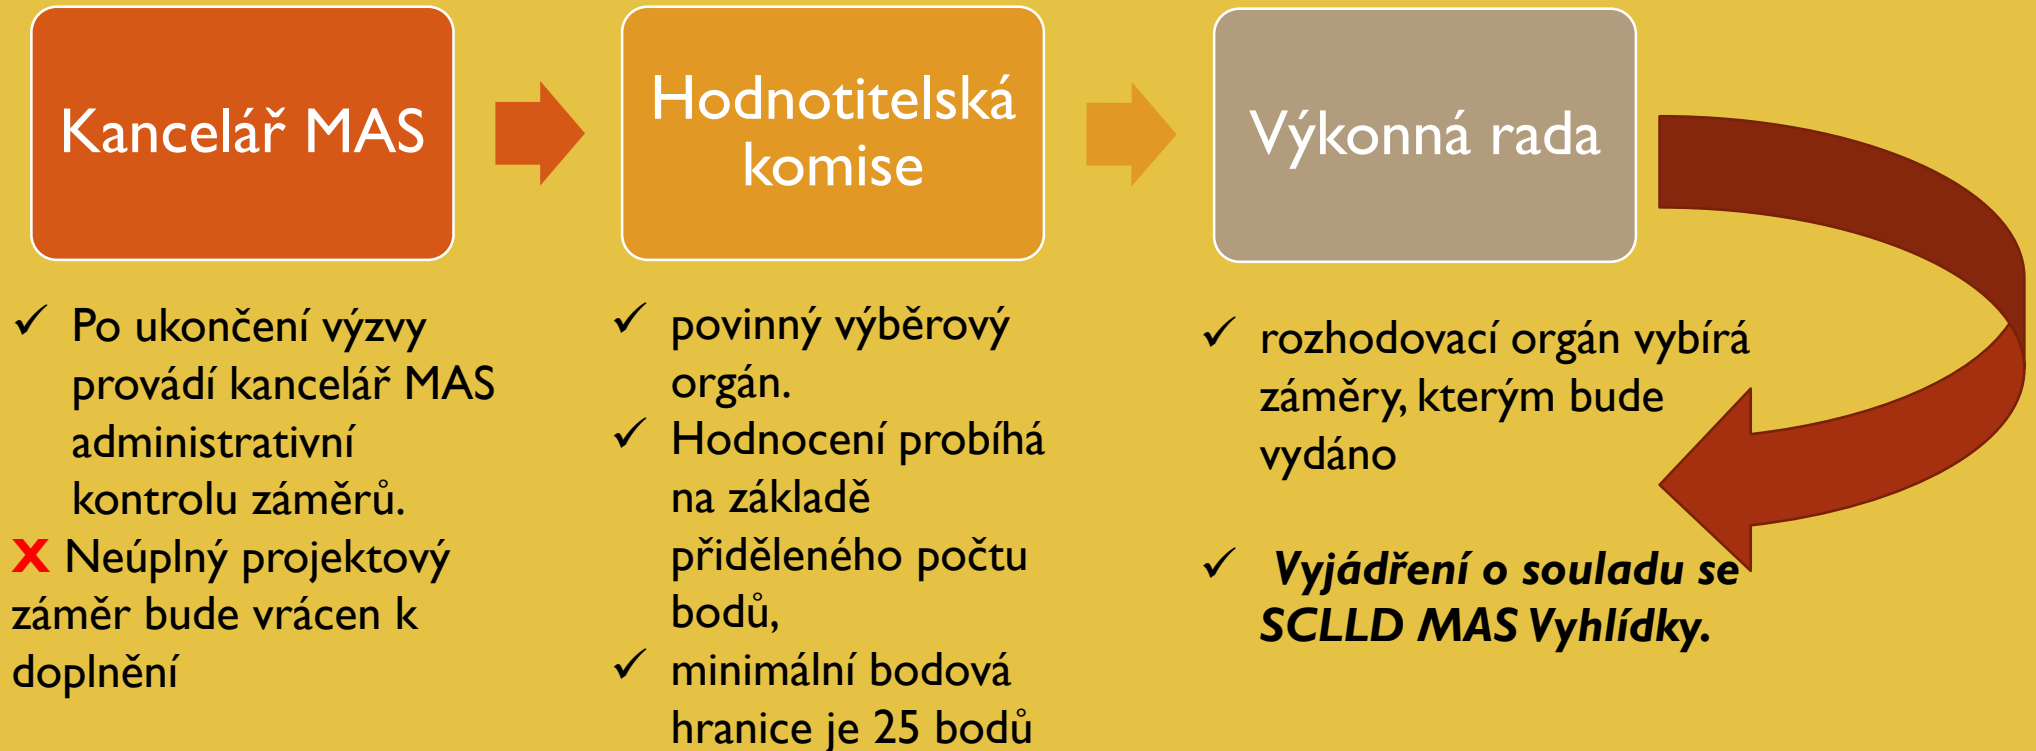 Kancelář MAS
Hodnotitelská
komise
Výkonná rada
✓ Po ukončení výzvy
provádí kancelář MAS
administrativní
kontrolu záměrů.
X Neúplný projektový
záměr bude vrácen k
doplnění
✓ povinný výběrový
orgán.
✓ Hodnocení probíhá
na základě
přiděleného počtu
bodů,
✓ minimální bodová
hranice je 25 bodů
✓ rozhodovací orgán vybírá
záměry, kterým bude
vydáno
✓ Vyjádření o souladu se
SCLLD MAS Vyhlídky.